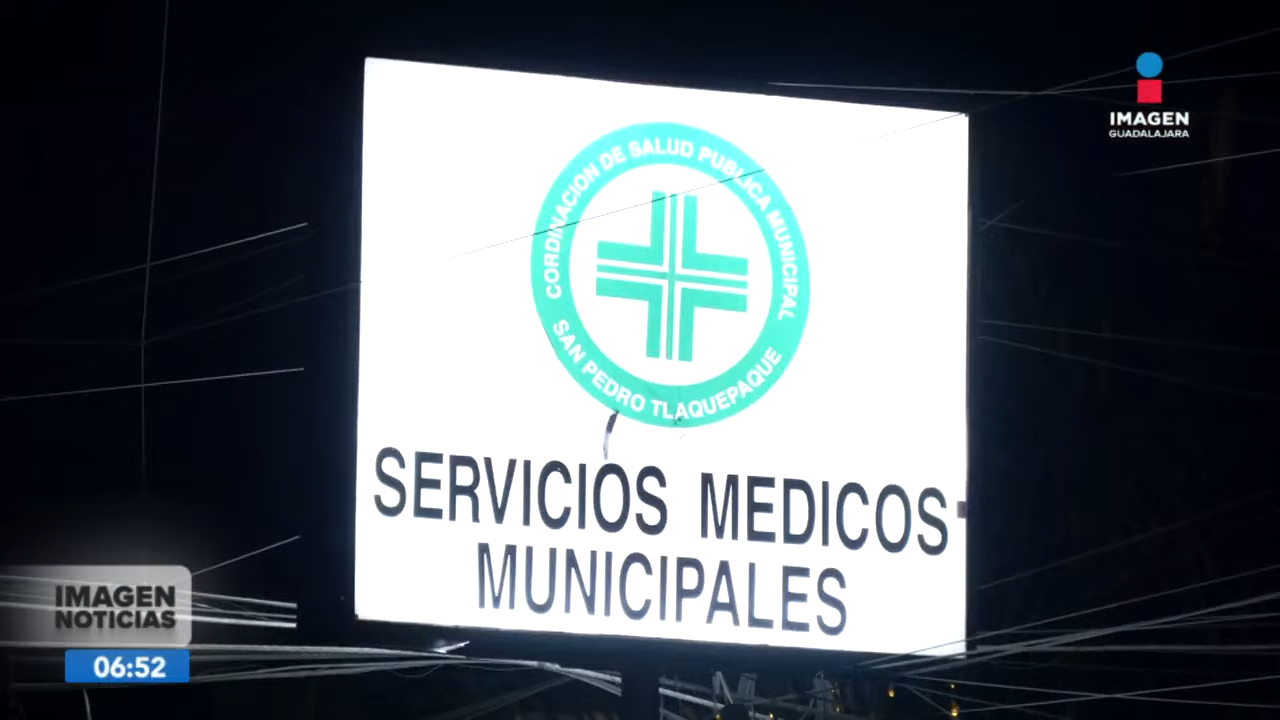 IMAGEN
GUADALAJARA
CORDINACION DE SALUD PUBLICA MUNICIPAL
SAN PEDRO TLAQUEPAQUE
SERVICIOS MEDICOS
MUNICIPALES
IMAGEN
NOTICIAS
06:52